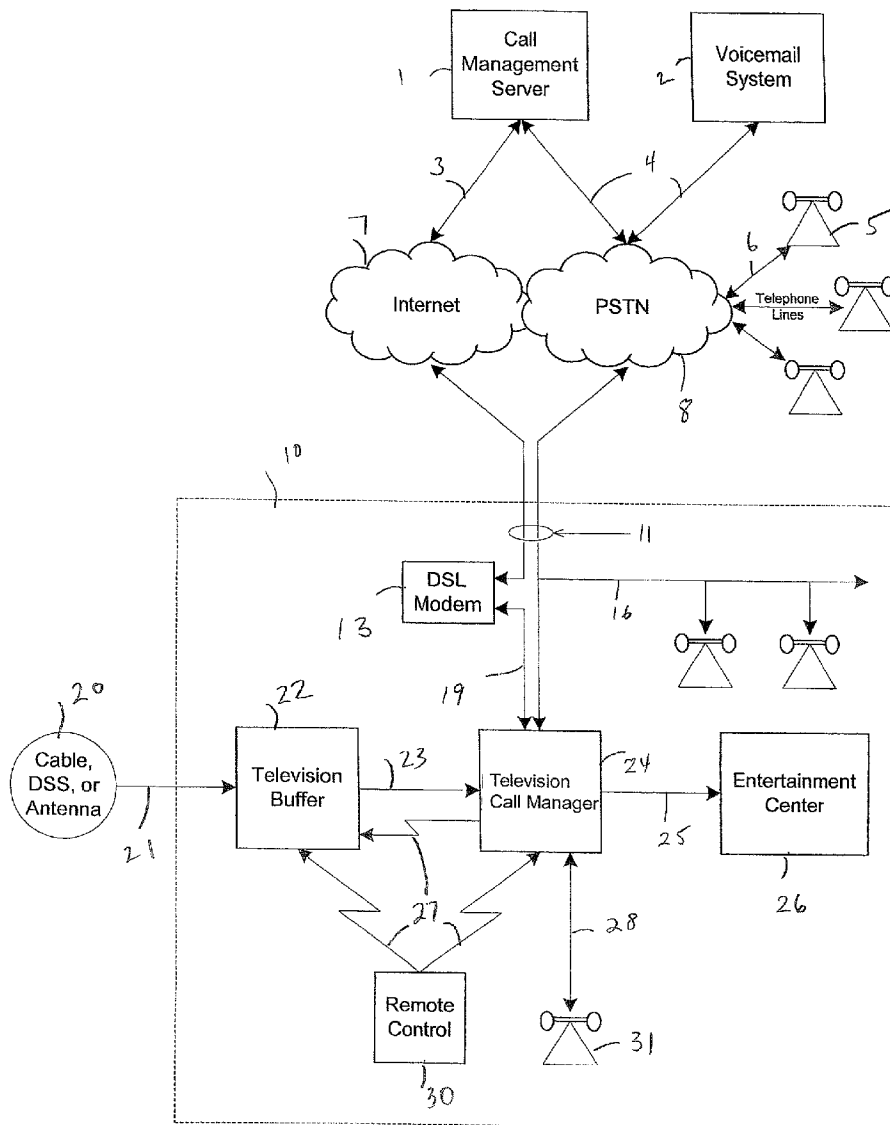 Call
Management
Server
1
Voicemail
System
2
3
4
5
6
7
Internet
PSTN
Telephone
Lines
8
10
11
DSL
Modem
13
16
19
20
Cable,
DSS, or
Antenna
21
22
Television
Buffer
23
Television
Call Manager
24
25
Entertainment
Center
26
27
28
Remote
Control
30
31